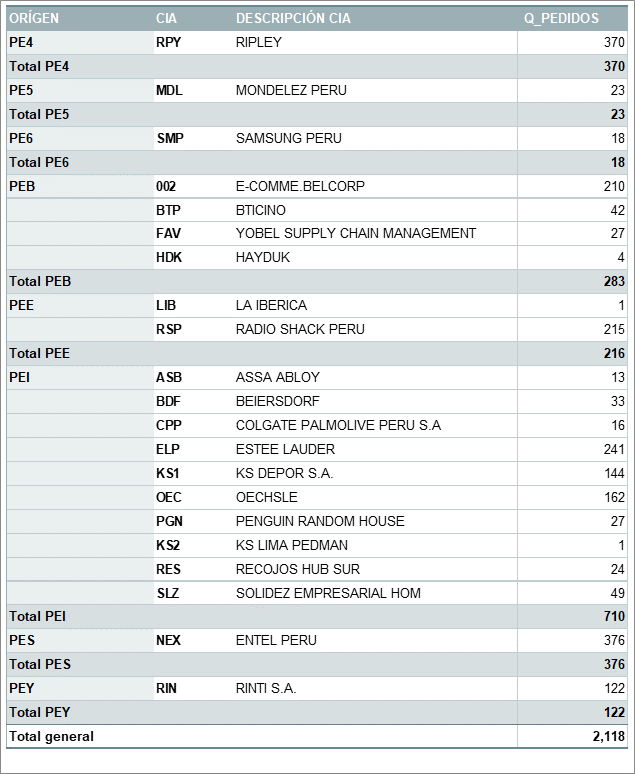 ORÍGEN CIA DESCRIPCIÓN CIA Q_PEDIDOS
PE4 RPY RIPLEY 370
Total PE4 370
PE5 MDL MONDELEZ PERU 23
Total PE5 23
PE6 SMP SAMSUNG PERU 18
Total PE6 18
PEB 002 E-COMME.BELCORP 210
BTP BTICINO 42
FAV YOBEL SUPPLY CHAIN MANAGEMENT 27
HDK HAYDUK 4
Total PEB 283
PEE LIB LA IBERICA 1
RSP RADIO SHACK PERU 215
Total PEE 216
PEI ASB ASSA ABLOY 13
BDF BEIERSDORF 33
CPP COLGATE PALMOLIVE PERU S.A 16
ELP ESTEE LAUDER 241
KS1 KS DEPOR S.A. 144
OEC OECHSLE 162
PGN PENGUIN RANDOM HOUSE 27
KS2 KS LIMA PEDMAN 1
RES RECOJOS HUB SUR 24
SLZ SOLIDEZ EMPRESARIAL HOM 49
Total PEI 710
PES NEX ENTEL PERU 376
Total PES 376
PEY RIN RINTI S.A. 122
Total PEY 122
Total general 2,118